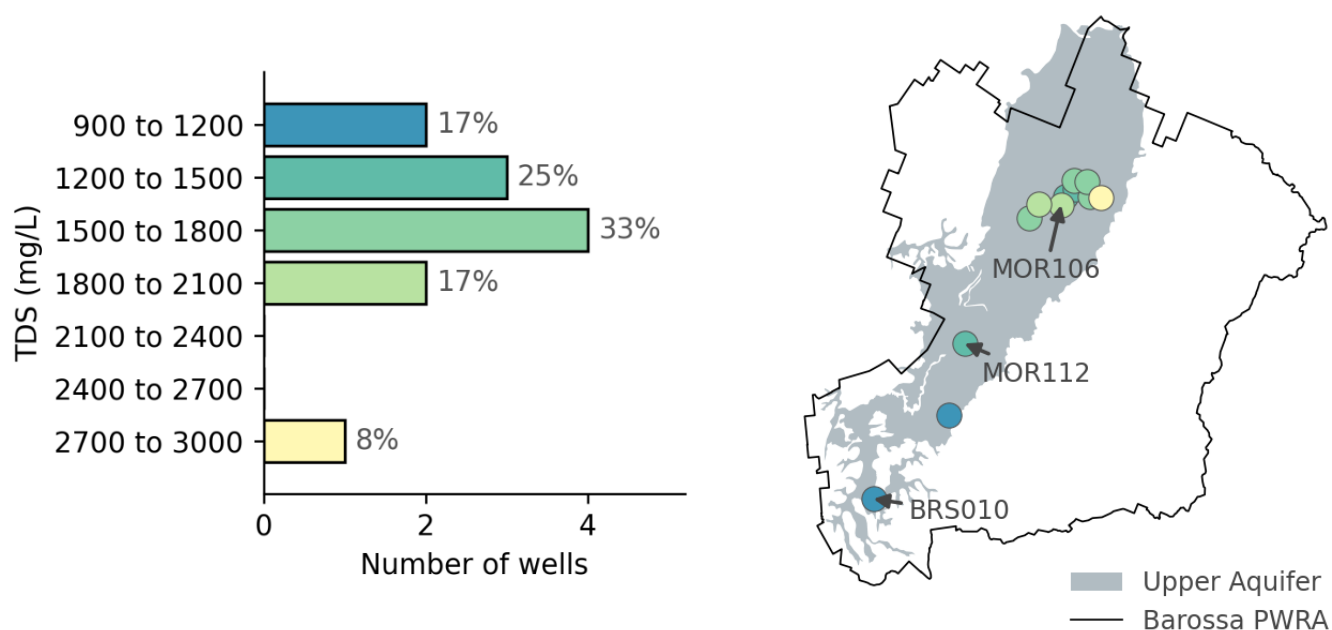 TDS (mg/L)
900 to 1200
17%
1200 to 1500
25%
1500 to 1800
33%
1800 to 2100
17%
2100 to 2400
2400 to 2700
2700 to 3000
8%
0
2
4
Number of wells
MOR106
MOR112
BRS010
Upper Aquifer
Barossa PWRA